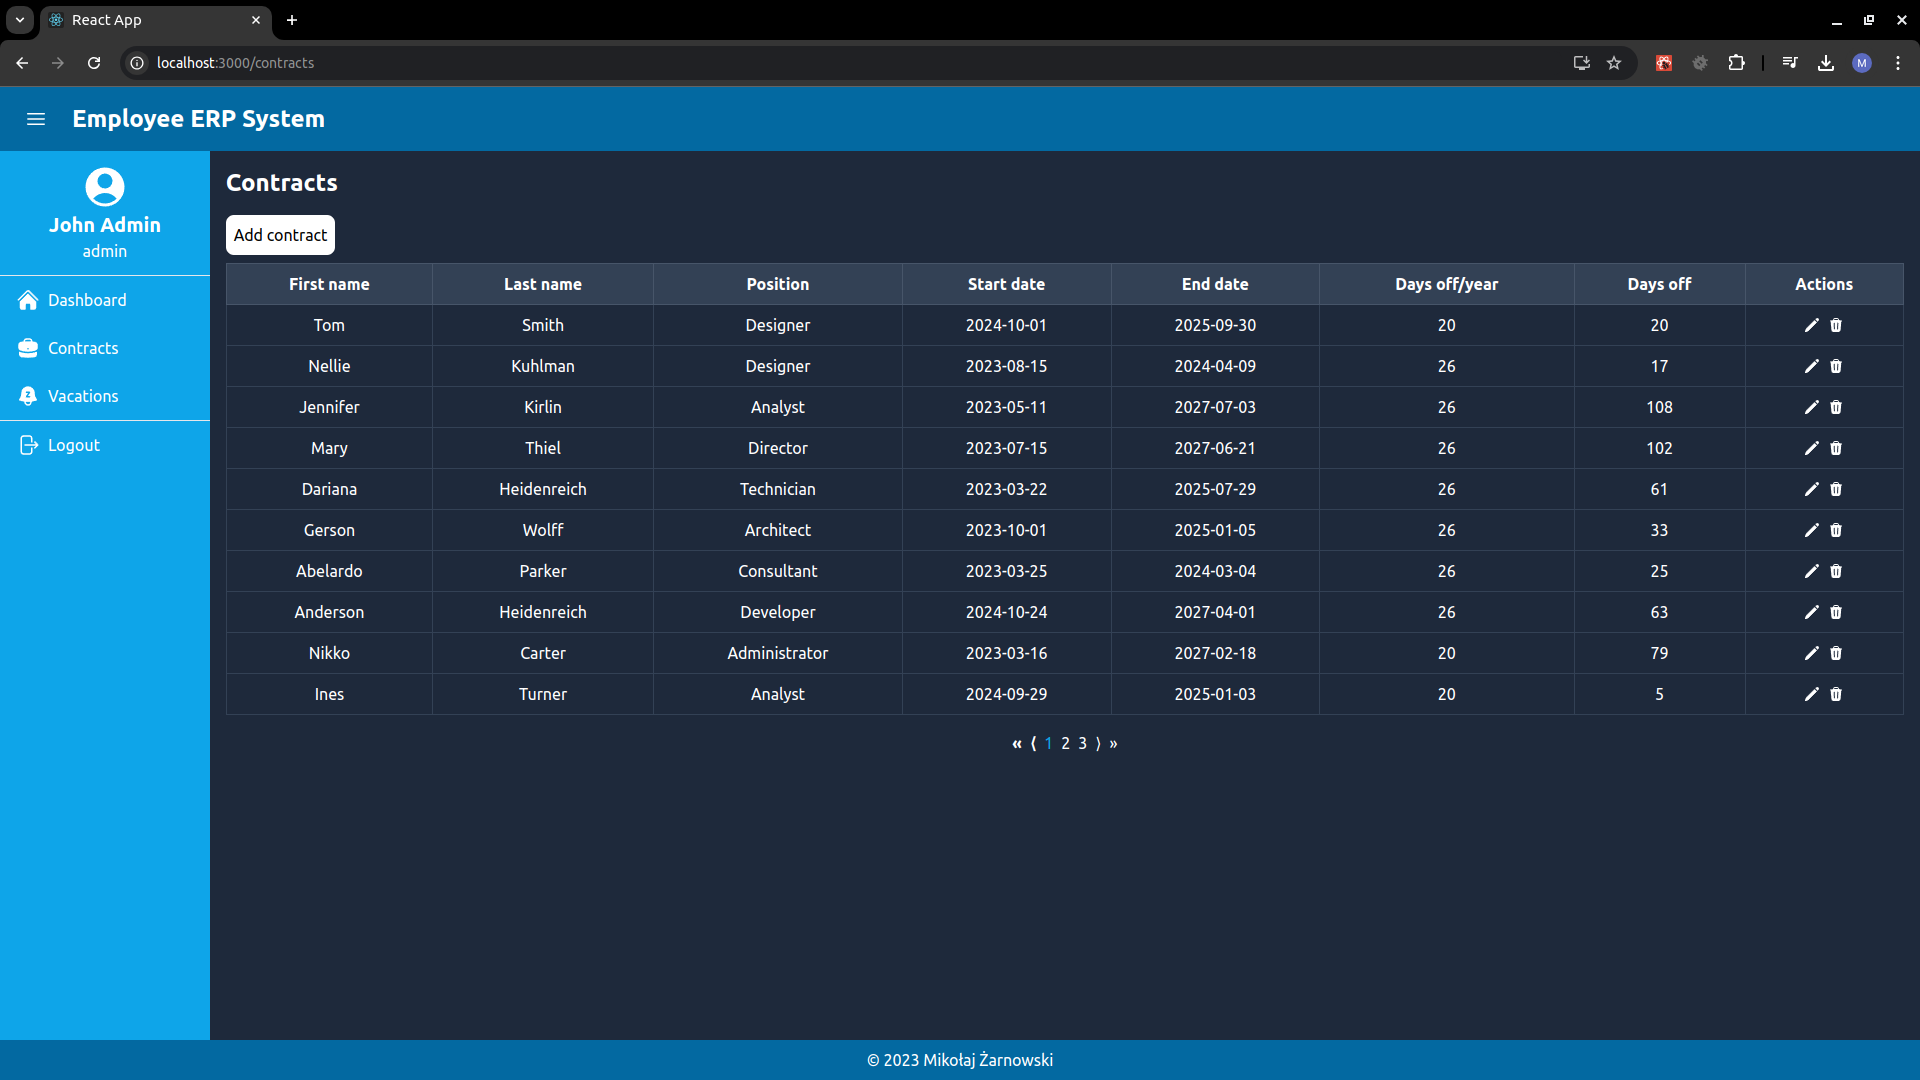 React App
localhost:3000/contracts
M
Employee ERP System
John Admin
admin
Dashboard
Contracts
Vacations
Logout
Contracts
Add contract
First name Last name Position Start date End date Days off/year Days off Actions
Tom Smith Designer 2024-10-01 2025-09-30 20 20
Nellie Kuhlman Designer 2023-08-15 2024-04-09 26 17
Jennifer Kirlin Analyst 2023-05-11 2027-07-03 26 108
Mary Thiel Director 2023-07-15 2027-06-21 26 102
Dariana Heidenreich Technician 2023-03-22 2025-07-29 26 61
Gerson Wolff Architect 2023-10-01 2025-01-05 26 33
Abelardo Parker Consultant 2023-03-25 2024-03-04 26 25
Anderson Heidenreich Developer 2024-10-24 2027-04-01 26 63
Nikko Carter Administrator 2023-03-16 2027-02-18 20 79
Ines Turner Analyst 2024-09-29 2025-01-03 20 5
« ⟨ 1 2 3 ⟩ »
© 2023 Mikołaj Żarnowski